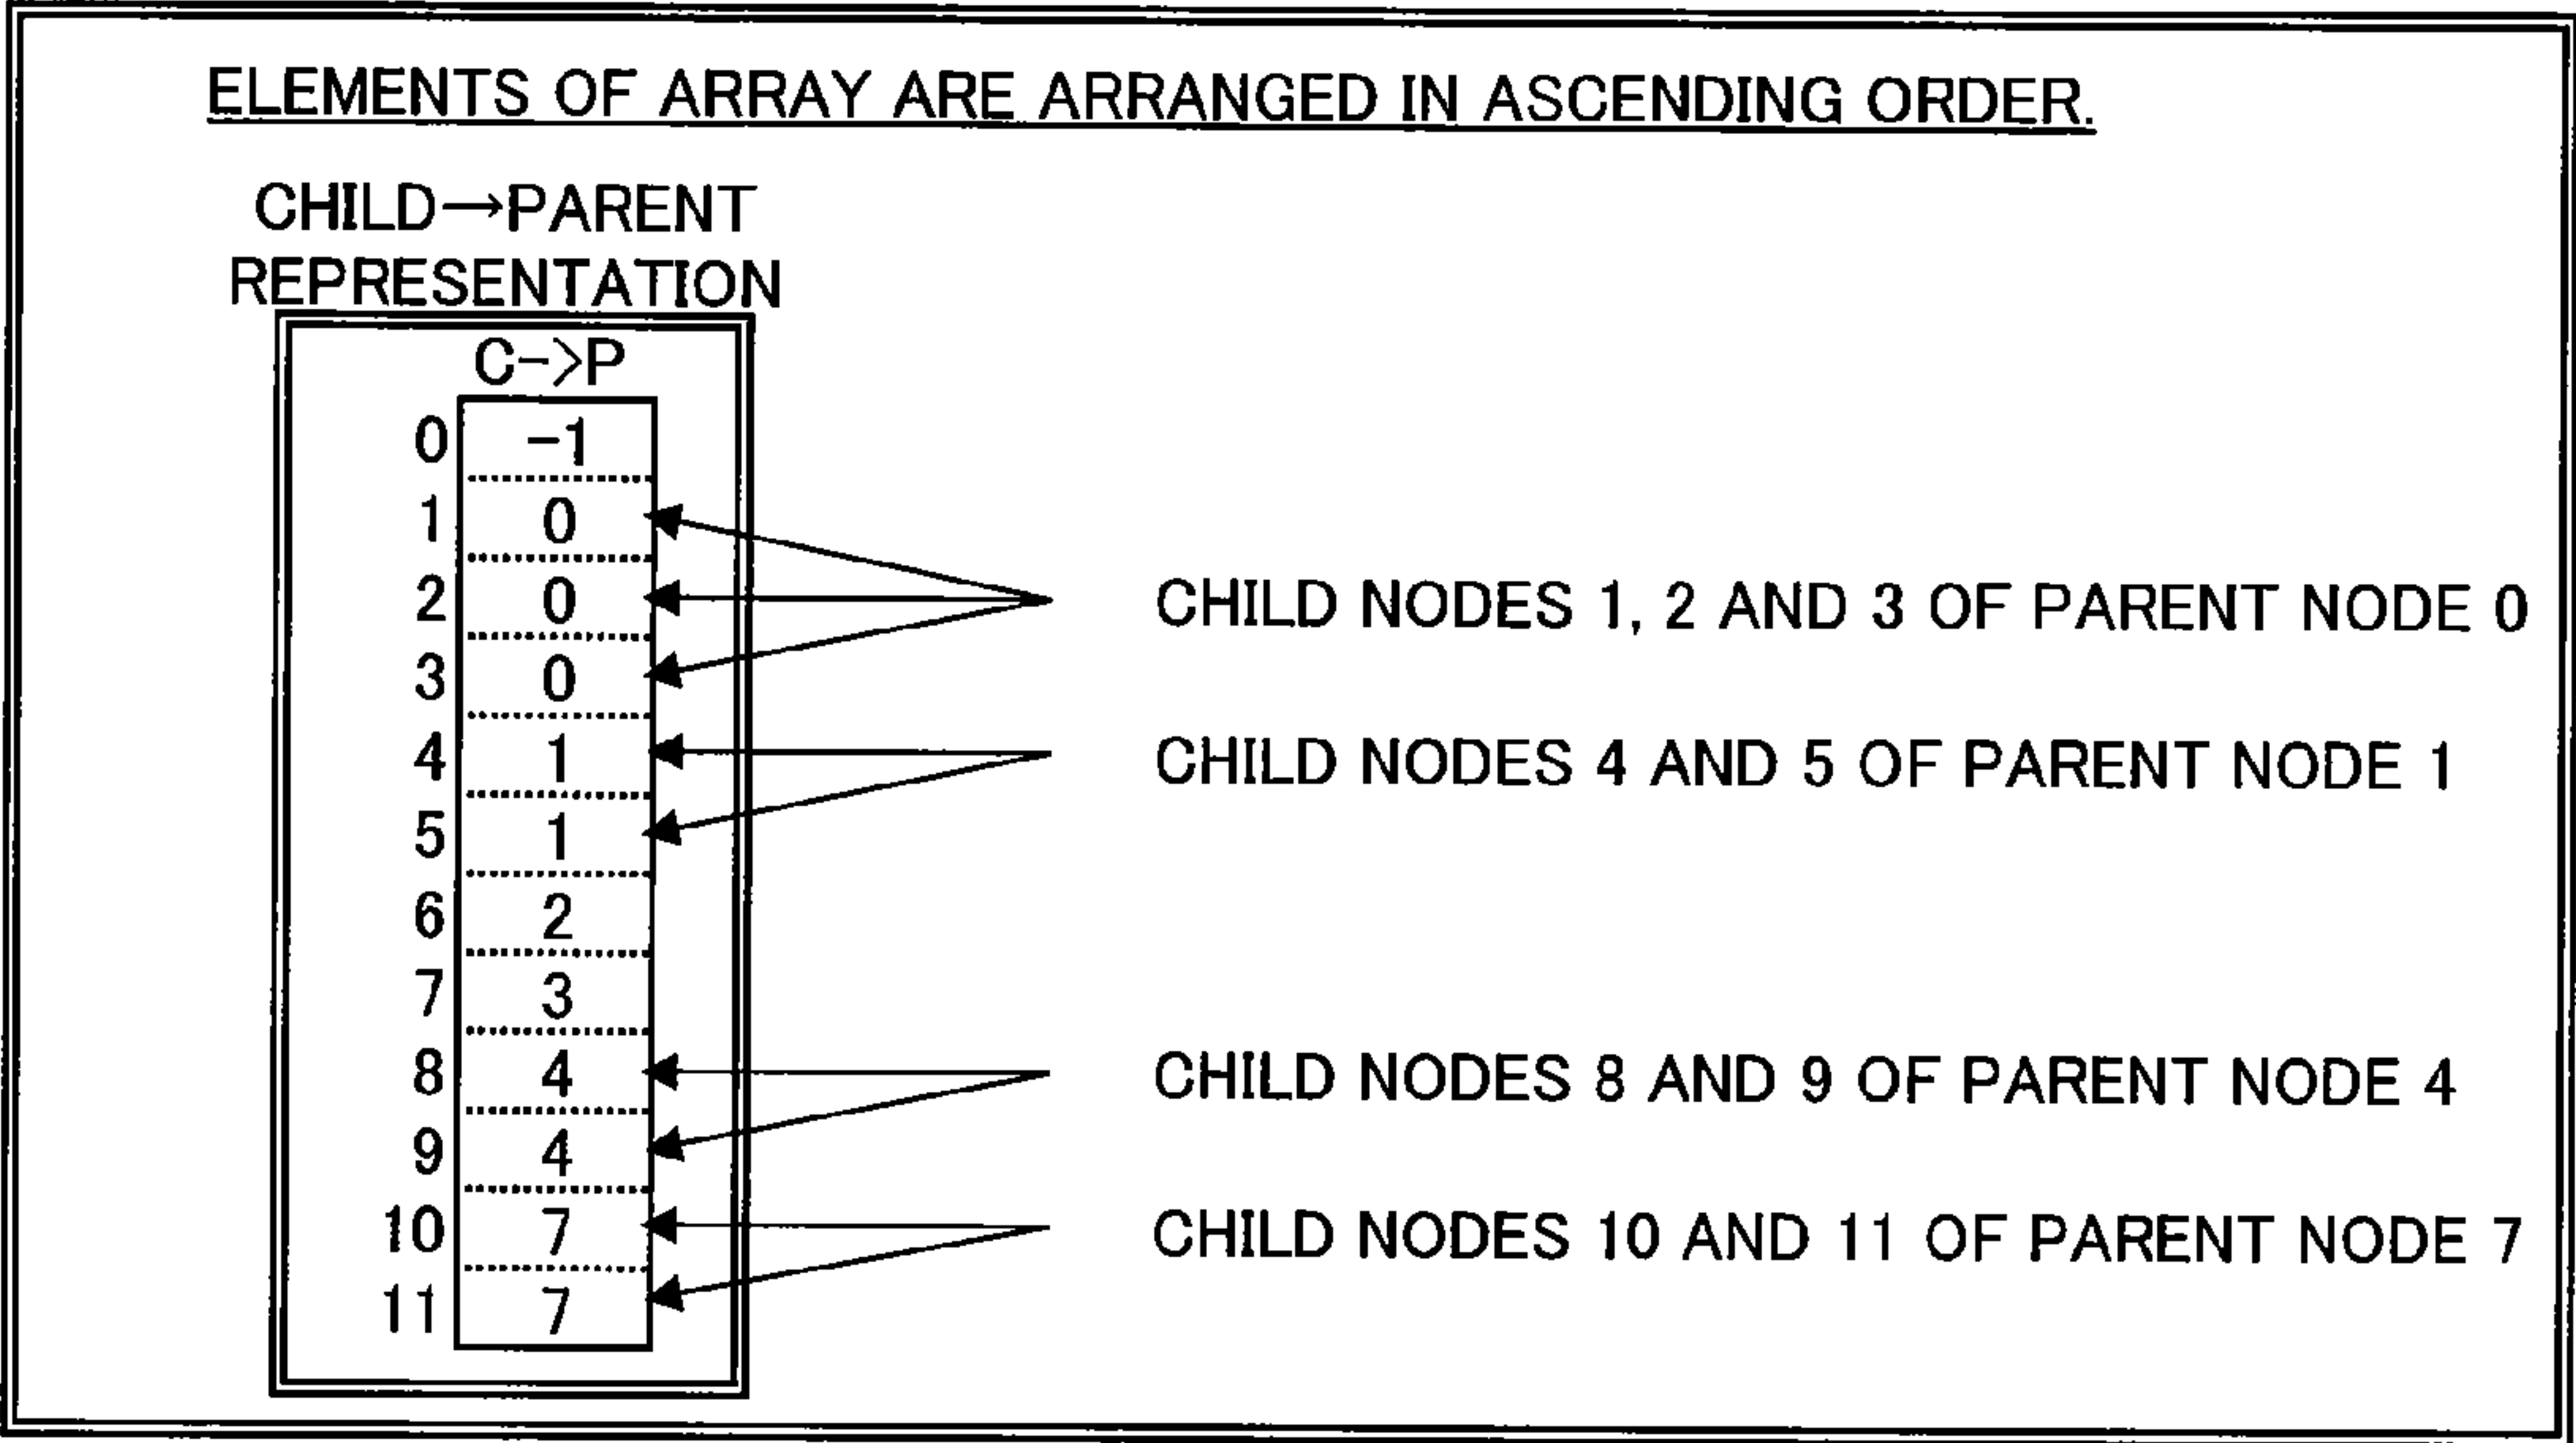 ELEMENTS OF ARRAY ARE ARRANGED IN ASCENDING ORDER.
CHILD→PARENT
REPRESENTATION
C->P
0 -1
1 0
2 0 CHILD NODES 1, 2 AND 3 OF PARENT NODE 0
3 0
4 1 CHILD NODES 4 AND 5 OF PARENT NODE 1
5 1
6 2
7 3
8 4 CHILD NODES 8 AND 9 OF PARENT NODE 4
9 4
10 7 CHILD NODES 10 AND 11 OF PARENT NODE 7
11 7